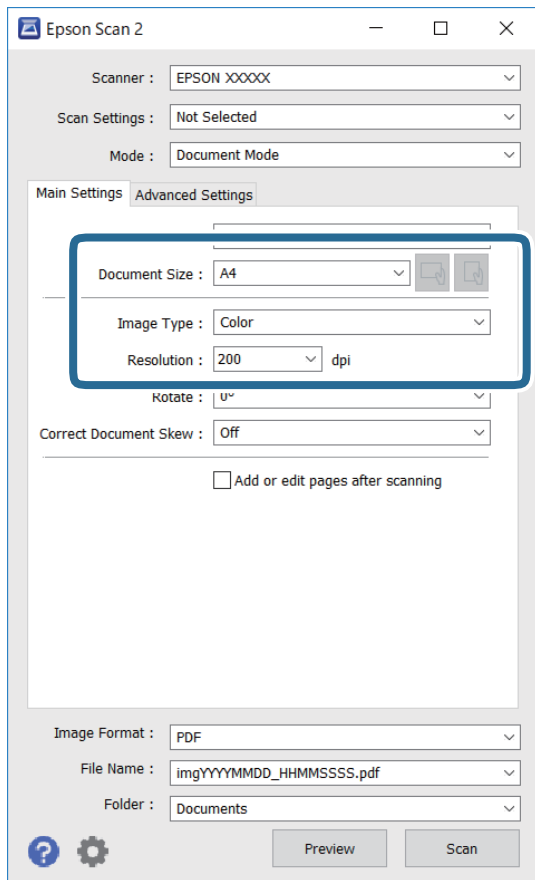 Epson Scan 2
Scanner : EPSON XXXXX
Scan Settings : Not Selected
Mode : Document Mode
Main Settings Advanced Settings
Document Size : A4
Image Type : Color
Resolution : 200 dpi
Rotate : 0°
Correct Document Skew : Off
Add or edit pages after scanning
Image Format : PDF
File Name : imgYYYYMMDD_HHMMSSSS.pdf
Folder : Documents
? Preview Scan